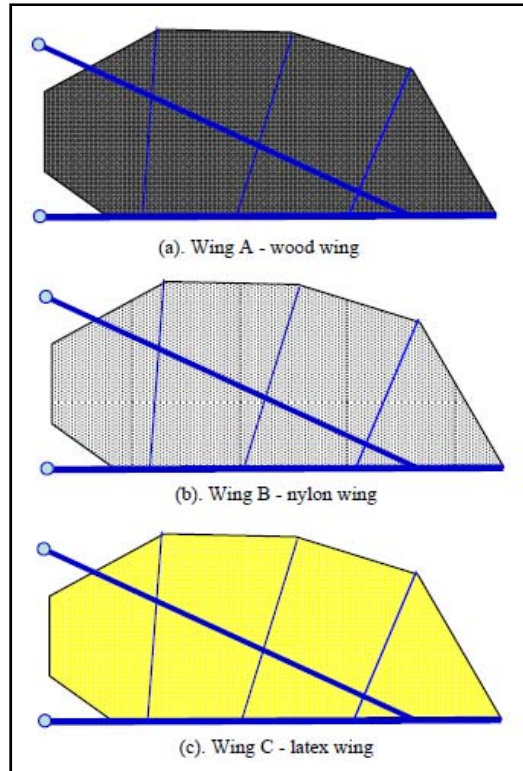 (a). Wing A - wood wing
(b). Wing B - nylon wing
(c). Wing C - latex wing